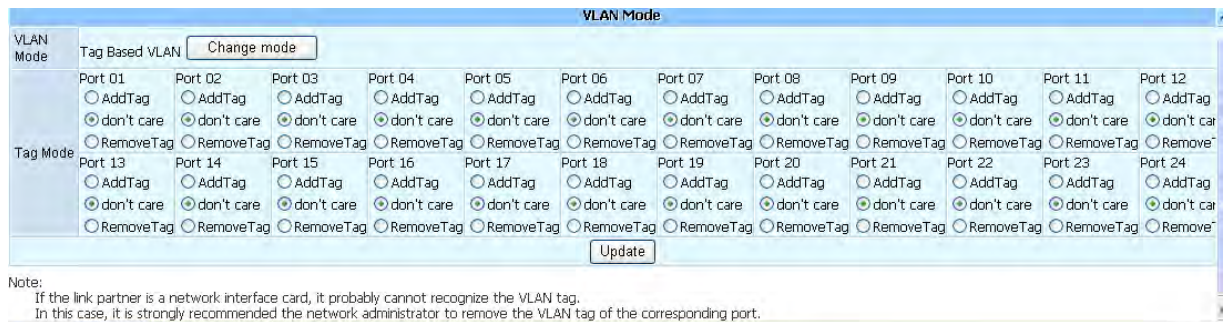 VLAN Mode
VLAN Mode
Tag Based VLAN Change mode
Tag Mode
Port 01 Port 02 Port 03 Port 04 Port 05 Port 06 Port 07 Port 08 Port 09 Port 10 Port 11 Port 12
AddTag AddTag AddTag AddTag AddTag AddTag AddTag AddTag AddTag AddTag AddTag AddTag
don't care don't care don't care don't care don't care don't care don't care don't care don't care don't care don't care don't car
RemoveTag RemoveTag RemoveTag RemoveTag RemoveTag RemoveTag RemoveTag RemoveTag RemoveTag RemoveTag RemoveTag Remove
Port 13 Port 14 Port 15 Port 16 Port 17 Port 18 Port 19 Port 20 Port 21 Port 22 Port 23 Port 24
AddTag AddTag AddTag AddTag AddTag AddTag AddTag AddTag AddTag AddTag AddTag AddTag
don't care don't care don't care don't care don't care don't care don't care don't care don't care don't care don't care don't car
RemoveTag RemoveTag RemoveTag RemoveTag RemoveTag RemoveTag RemoveTag RemoveTag RemoveTag RemoveTag RemoveTag Remove
Update
Note:
If the link partner is a network interface card, it probably cannot recognize the VLAN tag.
In this case, it is strongly recommended the network administrator to remove the VLAN tag of the corresponding port.